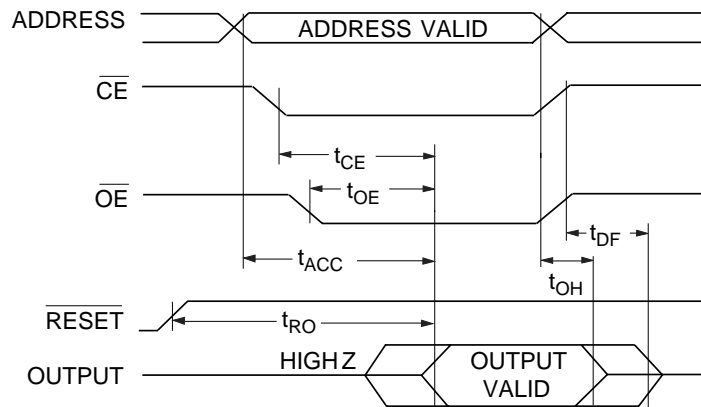 ADDRESS
ADDRESS VALID
CE
tCE
tOE
OE
tDF
tACC
tOH
RESET
tRO
HIGH Z
OUTPUT
OUTPUT
VALID